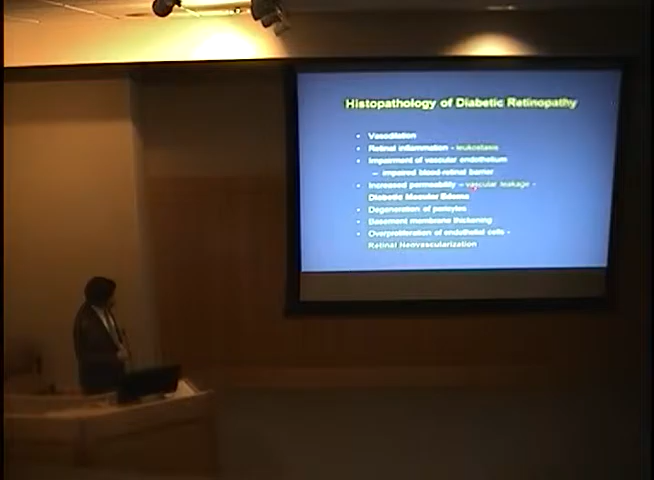 Histopathology of Diabetic Retinopathy
• Vasodilation
• Retinal inflammation - leukostasis
• Impairment of vascular endothelium
– impaired blood-retinal barrier
• Increased permeability – vascular leakage -
Diabetic Macular Edema
• Degeneration of pericytes
• Basement membrane thickening
• Overproliferation of endothelial cells -
Retinal Neovascularization